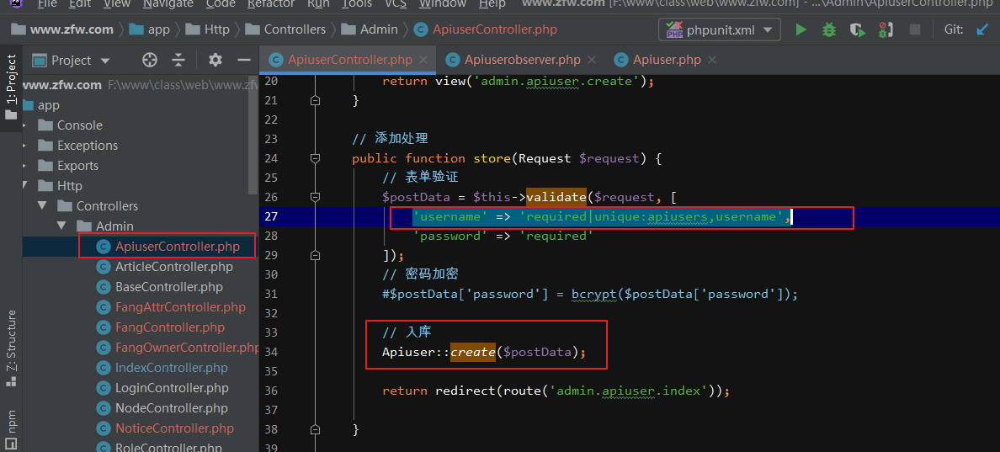 File Edit View Navigate Code Refactor Run Tools VCS Window Help www.zfw.com [F:\www\class\web\www.zfw.com] - ...\Admin\ApiuserController.php
www.zfw.com app Http Controllers Admin ApiuserController.php phpunit.xml Git:
1: Project
Project
ApiuserController.php Apiuserobserver.php Apiuser.php
www.zfw.com F:\www\class\web\www.zfw
app
Console
Exceptions
Exports
Http
Controllers
Admin
ApiuserController.php
ArticleController.php
BaseController.php
FangAttrController.php
FangController.php
FangOwnerController.php
IndexController.php
LoginController.php
NodeController.php
NoticeController.php
RoleController.php
7: Structure
npm
20 return view('admin.apiuser.create');
21 }
22
23 // 添加处理
24 public function store(Request $request) {
25 // 表单验证
26 $postData = $this->validate($request, [
27 'username' => 'required|unique:apiusers,username',
28 'password' => 'required'
29 ]);
30 // 密码加密
31 #$postData['password'] = bcrypt($postData['password']);
32
33 // 入库
34 Apiuser::create($postData);
35
36 return redirect(route('admin.apiuser.index'));
37
38 }
39